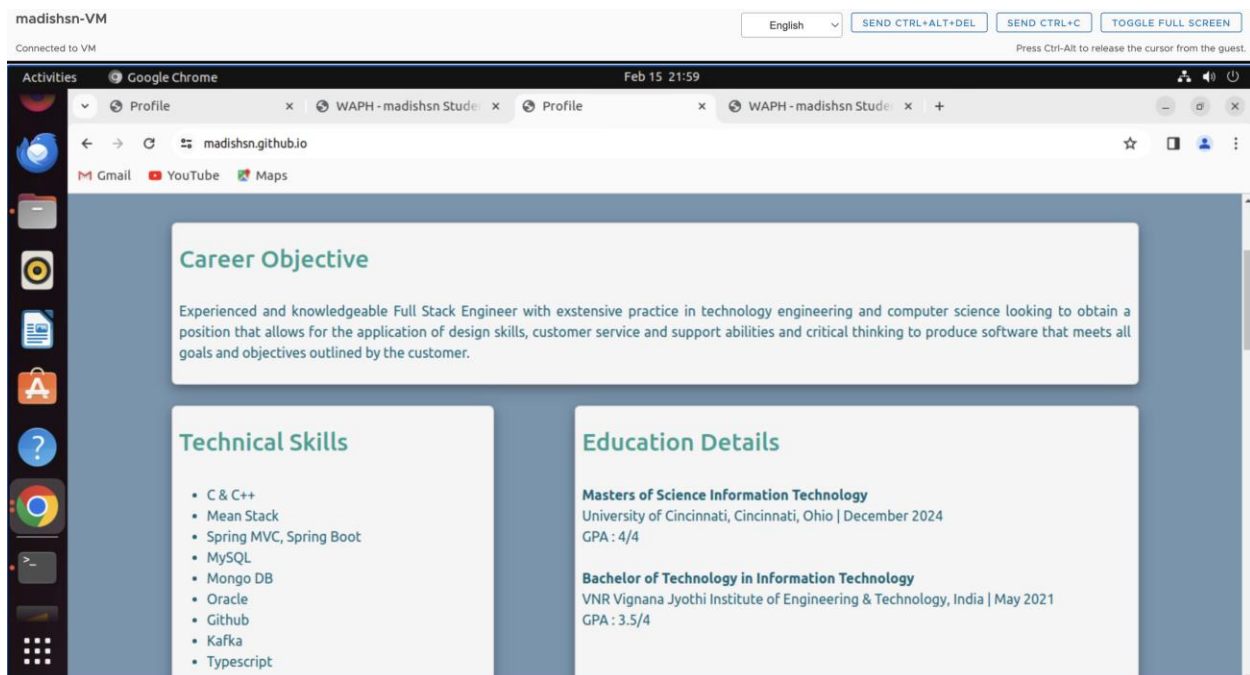 madishsn-VM
English
SEND CTRL+ALT+DEL
SEND CTRL+C
TOGGLE FULL SCREEN
Connected to VM
Press Ctrl-Alt to release the cursor from the guest.
Activities
Google Chrome
Feb 15 21:59
Profile
WAPH - madishsn Stude
Profile
WAPH - madishsn Stude
madishsn.github.io
Gmail
YouTube
Maps
Career Objective
Experienced and knowledgeable Full Stack Engineer with exstensive practice in technology engineering and computer science looking to obtain a
position that allows for the application of design skills, customer service and support abilities and critical thinking to produce software that meets all
goals and objectives outlined by the customer.
Technical Skills
• C & C++
• Mean Stack
• Spring MVC, Spring Boot
• MySQL
• Mongo DB
• Oracle
• Github
• Kafka
• Typescript
Education Details
Masters of Science Information Technology
University of Cincinnati, Cincinnati, Ohio | December 2024
GPA : 4/4
Bachelor of Technology in Information Technology
VNR Vignana Jyothi Institute of Engineering & Technology, India | May 2021
GPA : 3.5/4